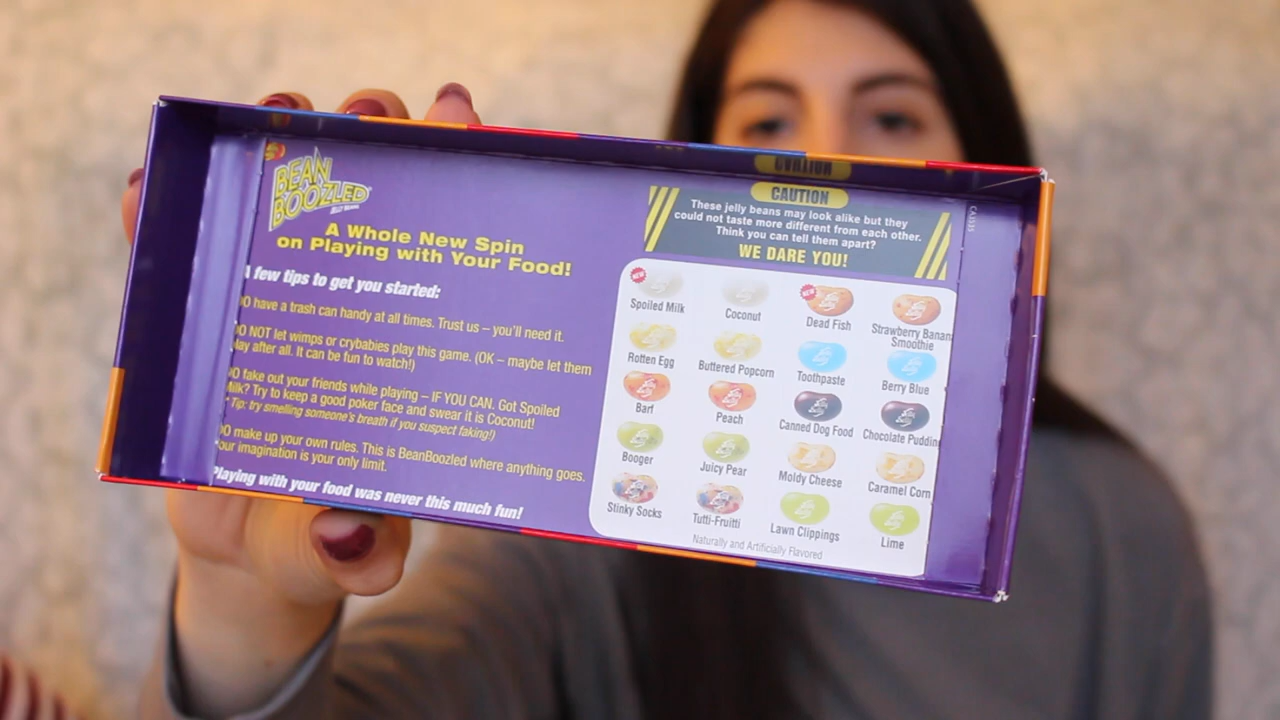 BEAN
BOOZLED
JELLY BEANS
A Whole New Spin
on Playing with Your Food!
A few tips to get you started:
DO have a trash can handy at all times. Trust us – you'll need it.
DO NOT let wimps or crybabies play this game. (OK – maybe let them
play after all. It can be fun to watch!)
DO fake out your friends while playing – IF YOU CAN. Got Spoiled
Milk? Try to keep a good poker face and swear it is Coconut!
* Tip: try smelling someone's breath if you suspect faking!)
DO make up your own rules. This is BeanBoozled where anything goes.
Your imagination is your only limit.
Playing with your food was never this much fun!
CAUTION
CAUTION
These jelly beans may look alike but they
could not taste more different from each other.
Think you can tell them apart?
WE DARE YOU!
NEW
Spoiled Milk
Coconut
NEW
Dead Fish
Strawberry Banan
Smoothie
Rotten Egg
Buttered Popcorn
Toothpaste
Berry Blue
Barf
Peach
Canned Dog Food
Chocolate Puddin
Booger
Juicy Pear
Moldy Cheese
Caramel Corn
Stinky Socks
Tutti-Fruitti
Lawn Clippings
Lime
Naturally and Artificially Flavored